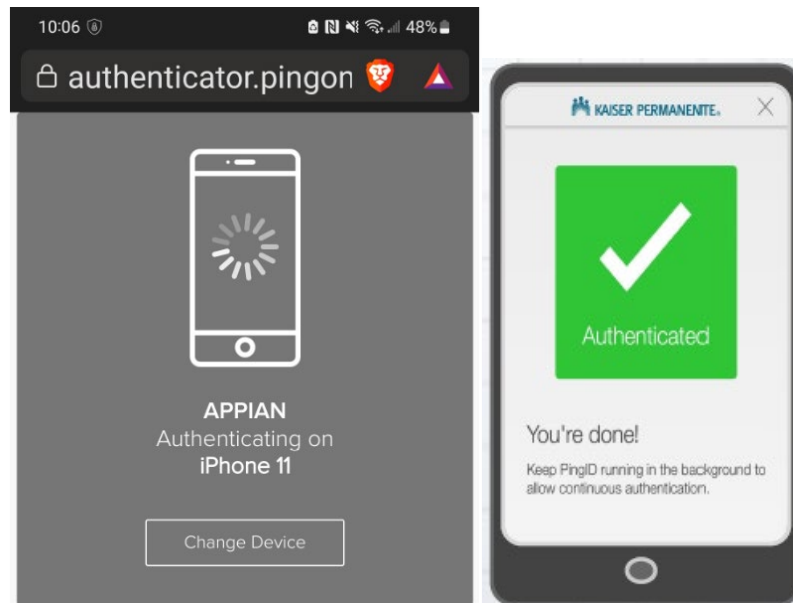 10:06
48%
authenticator.pingon
APPIAN
Authenticating on
iPhone 11
Change Device
KAISER PERMANENTE.
Authenticated
You're done!
Keep PingID running in the background to
allow continuous authentication.